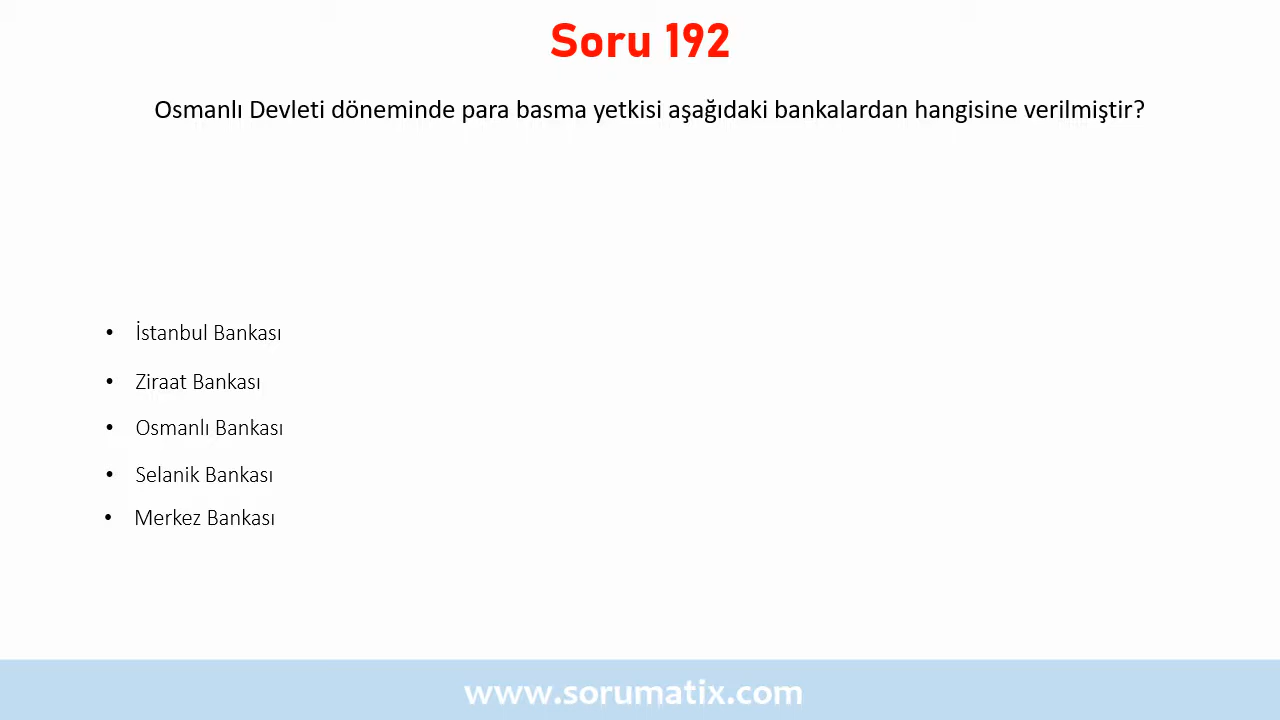 Soru 192
Osmanlı Devleti döneminde para basma yetkisi aşağıdaki bankalardan hangisine verilmiştir?
• İstanbul Bankası
• Ziraat Bankası
• Osmanlı Bankası
• Selanik Bankası
• Merkez Bankası
www.sorumatix.com